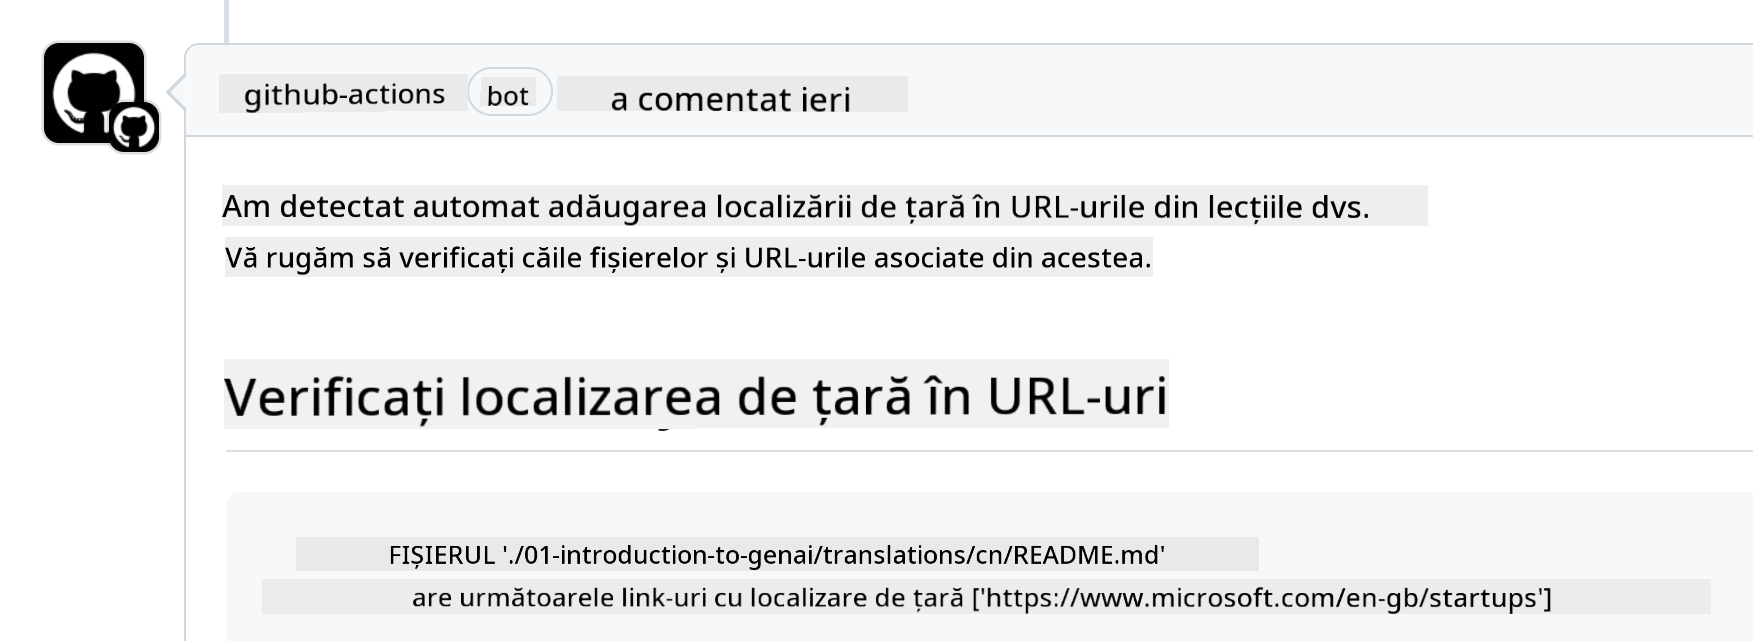 github-actions bot a comentat ieri
Am detectat automat adăugarea localizării de țară în URL-urile din lecțiile dvs.
Vă rugăm să verificați căile fișierelor și URL-urile asociate din acestea.
Verificați localizarea de țară în URL-uri
FIȘIERUL './01-introduction-to-genai/translations/cn/README.md'
are următoarele link-uri cu localizare de țară ['https://www.microsoft.com/en-gb/startups']